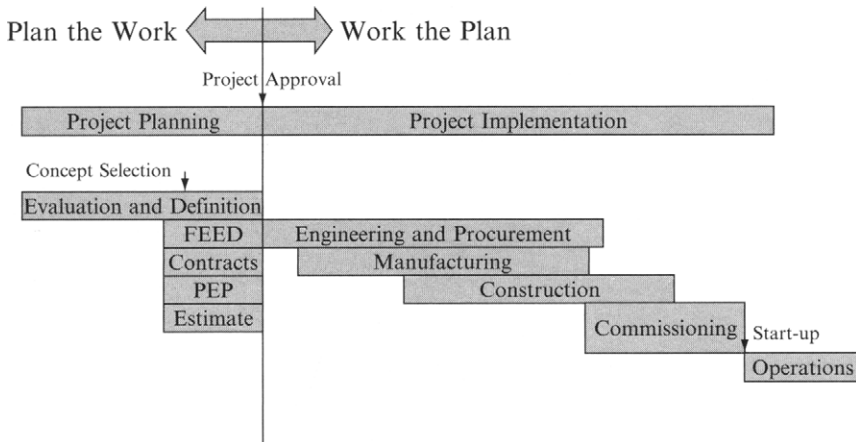 Plan the Work
Work the Plan
Project Approval
Project Planning
Project Implementation
Concept Selection
Evaluation and Definition
FEED
Engineering and Procurement
Contracts
Manufacturing
PEP
Construction
Estimate
Commissioning
Start-up
Operations